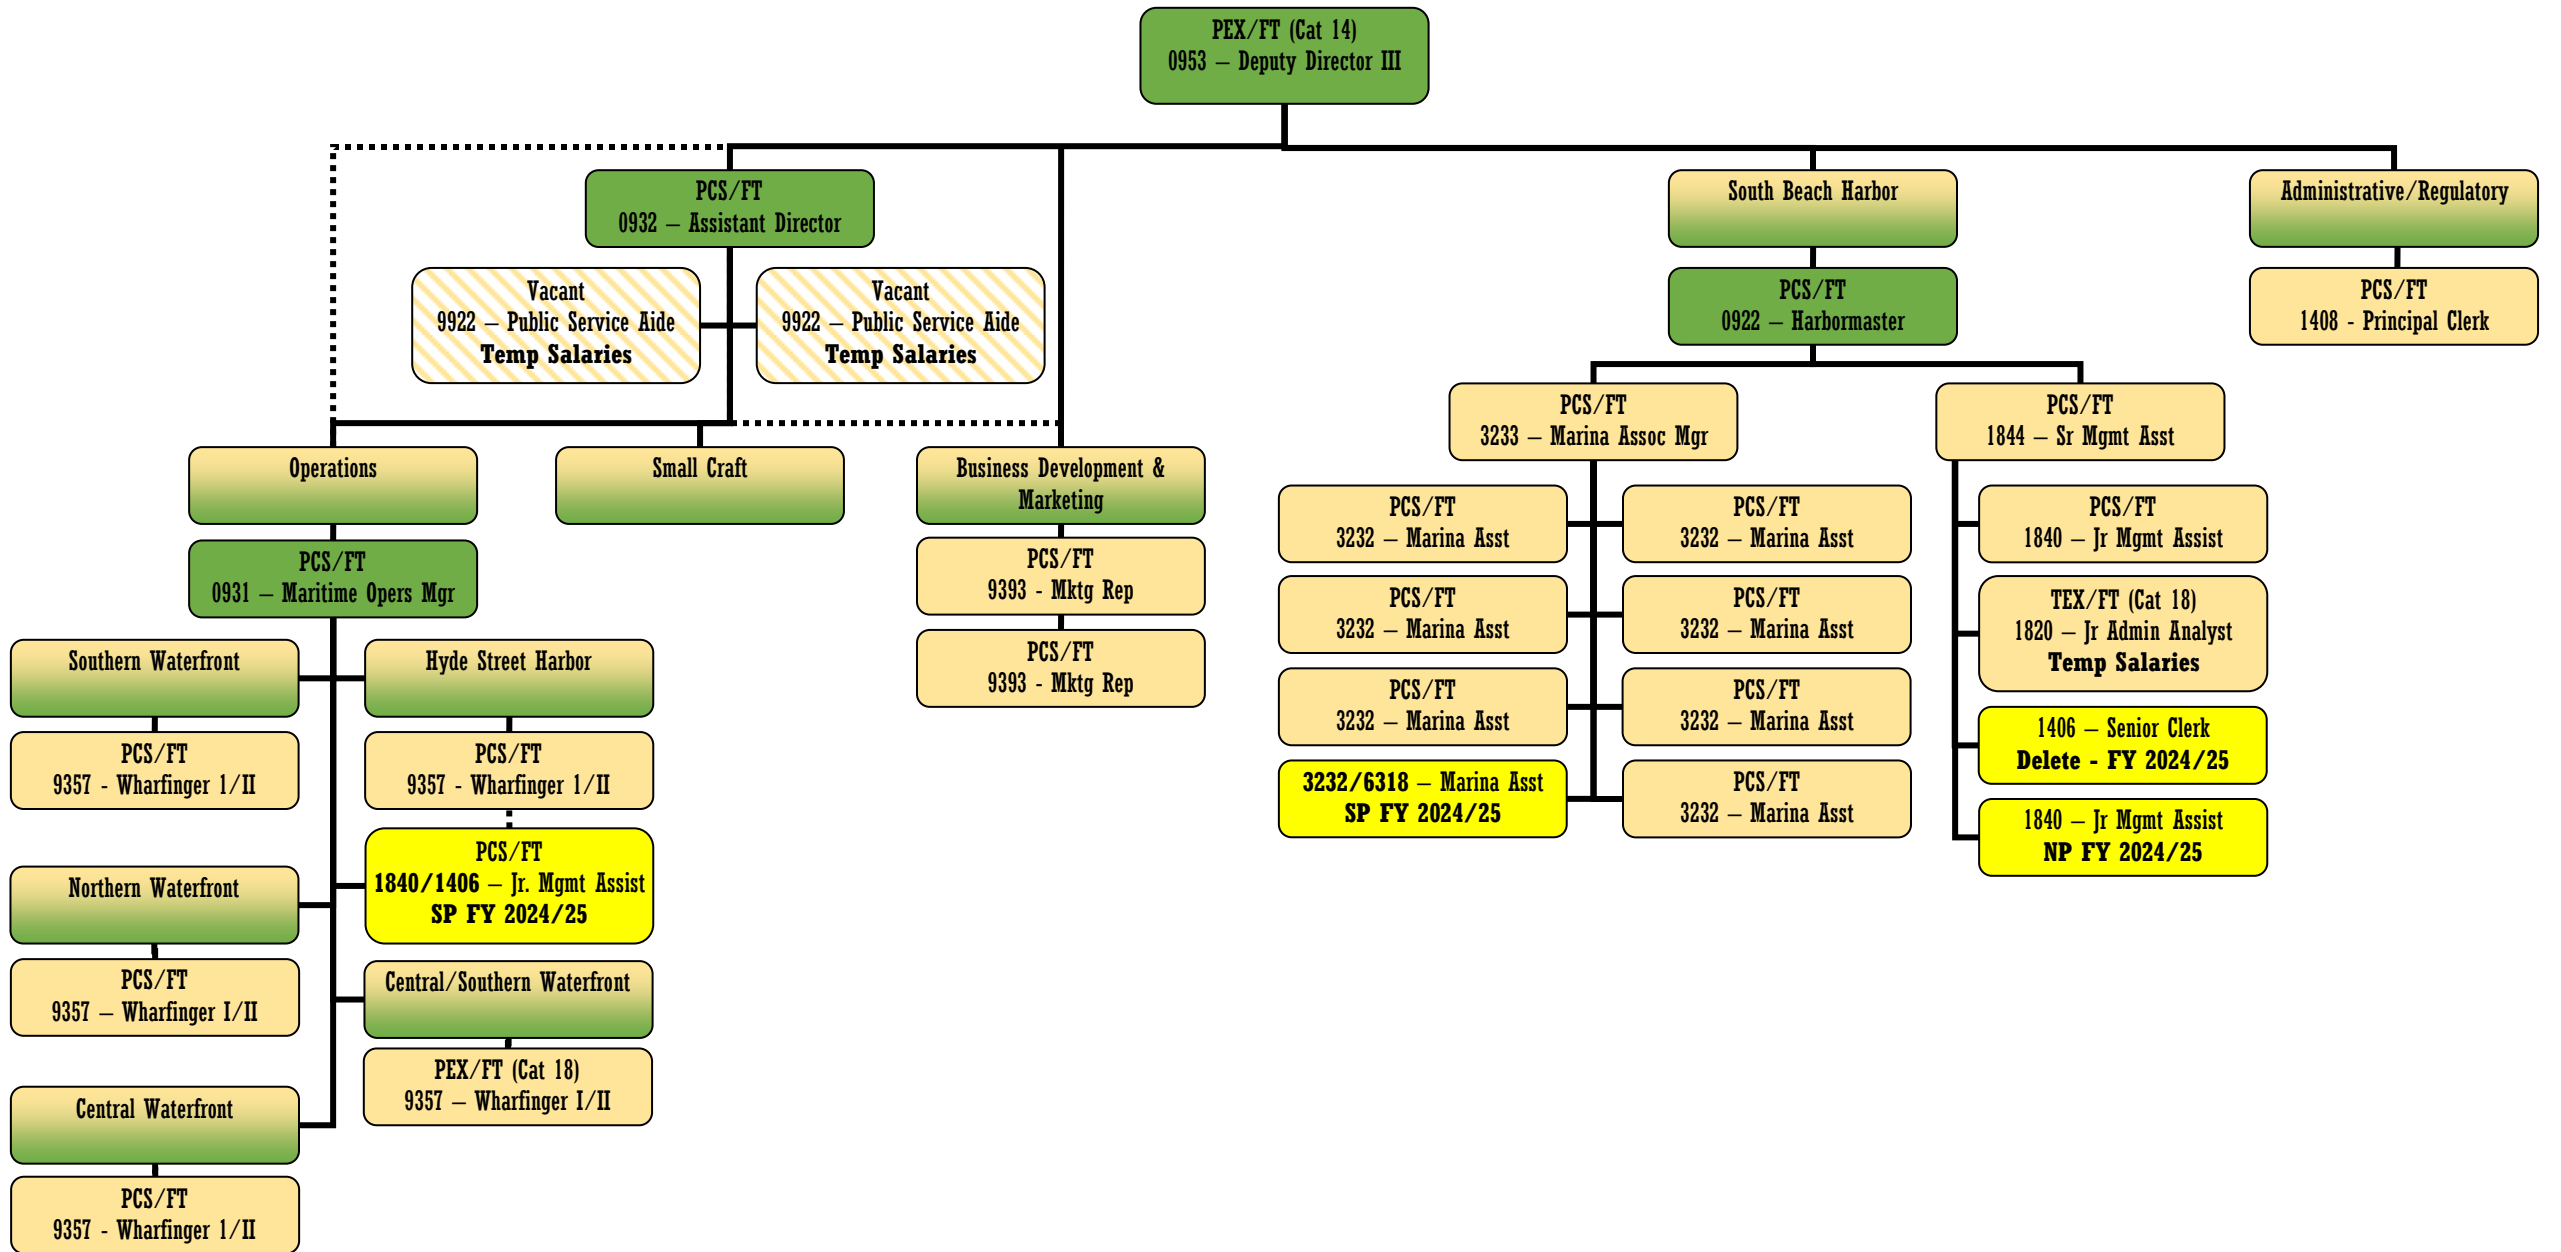 PEX/FT (Cat 14)
0953 – Deputy Director III
PCS/FT
0932 – Assistant Director
Vacant
9922 – Public Service Aide
Temp Salaries
Vacant
9922 – Public Service Aide
Temp Salaries
Operations
PCS/FT
0931 – Maritime Opers Mgr
Southern Waterfront
PCS/FT
9357 - Wharfinger 1/II
Northern Waterfront
PCS/FT
9357 – Wharfinger I/II
Central Waterfront
PCS/FT
9357 - Wharfinger 1/II
Hyde Street Harbor
PCS/FT
9357 - Wharfinger 1/II
PCS/FT
1840/1406 – Jr. Mgmt Assist
SP FY 2024/25
Central/Southern Waterfront
PEX/FT (Cat 18)
9357 – Wharfinger I/II
Small Craft
Business Development &
Marketing
PCS/FT
9393 - Mktg Rep
PCS/FT
9393 - Mktg Rep
South Beach Harbor
PCS/FT
0922 – Harbormaster
PCS/FT
3233 – Marina Assoc Mgr
PCS/FT
3232 – Marina Asst
PCS/FT
3232 – Marina Asst
PCS/FT
3232 – Marina Asst
PCS/FT
3232 – Marina Asst
PCS/FT
3232 – Marina Asst
PCS/FT
3232 – Marina Asst
3232/6318 – Marina Asst
SP FY 2024/25
PCS/FT
3232 – Marina Asst
PCS/FT
1844 – Sr Mgmt Asst
PCS/FT
1840 – Jr Mgmt Assist
TEX/FT (Cat 18)
1820 – Jr Admin Analyst
Temp Salaries
1406 – Senior Clerk
Delete - FY 2024/25
1840 – Jr Mgmt Assist
NP FY 2024/25
Administrative/Regulatory
PCS/FT
1408 - Principal Clerk